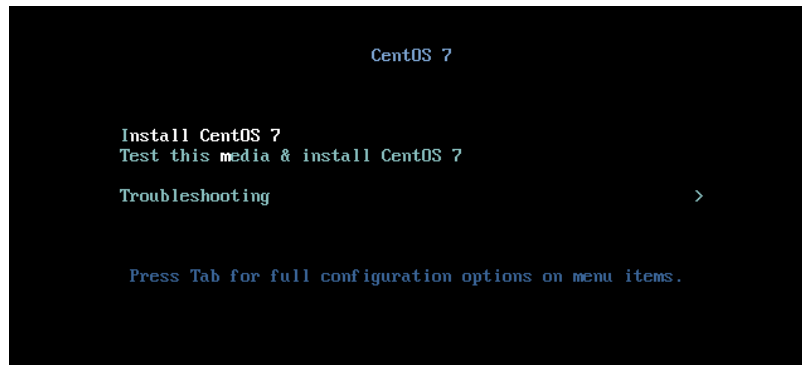 CentOS 7
Install CentOS 7
Test this media & install CentOS 7
Troubleshooting >
Press Tab for full configuration options on menu items.